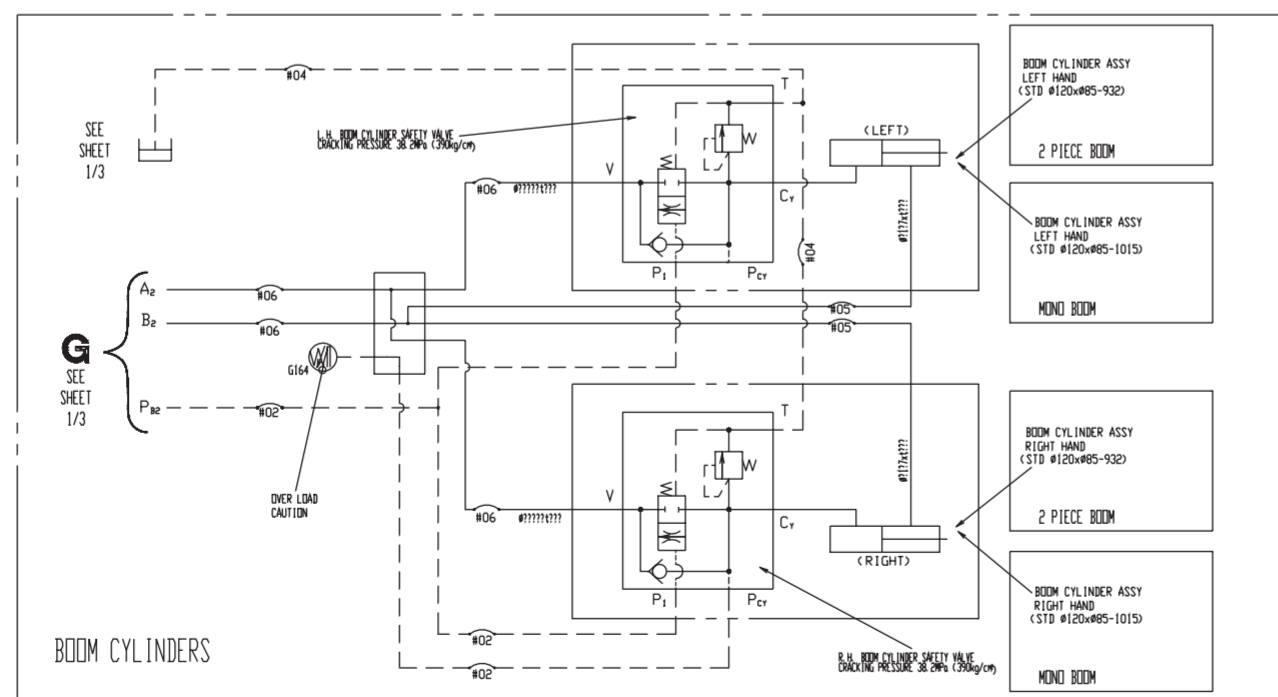 #04
T
BOOM CYLINDER ASSY
LEFT HAND
(STD ø120xø85-932)
2 PIECE BOOM
SEE
SHEET
1/3
L.H. BOOM CYLINDER SAFETY VALVE
CRACKING PRESSURE 38.2MPa (390kg/cm²)
(LEFT)
V
#06
ø?????t???
CY
ø?1?7xt???
BOOM CYLINDER ASSY
LEFT HAND
(STD ø120xø85-1015)
MONO BOOM
#04
P1
PCY
A2
#06
B2
#06
#05
#05
G
SEE
SHEET
1/3
G164
PB2
#02
OVER LOAD
CAUTION
T
BOOM CYLINDER ASSY
RIGHT HAND
(STD ø120xø85-932)
2 PIECE BOOM
ø?1?7xt???
V
#06
ø?????t???
CY
(RIGHT)
P1
PCY
BOOM CYLINDER ASSY
RIGHT HAND
(STD ø120xø85-1015)
MONO BOOM
#02
#02
R.H. BOOM CYLINDER SAFETY VALVE
CRACKING PRESSURE 38.2MPa (390kg/cm²)
BOOM CYLINDERS